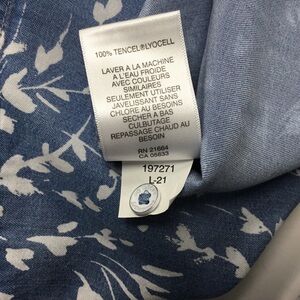 100% TENCEL®LYOCELL
LAVER A LA MACHINE
A L'EAU FROIDE
AVEC COULEURS
SIMILAIRES
SEULEMENT UTILISER
JAVELISSANT SANS
CHLORE AU BESOINS
SECHER A BAS
CULBUTAGE
REPASSAGE CHAUD AU
BESOIN
RN 21664
CA 05633
197271
L-21